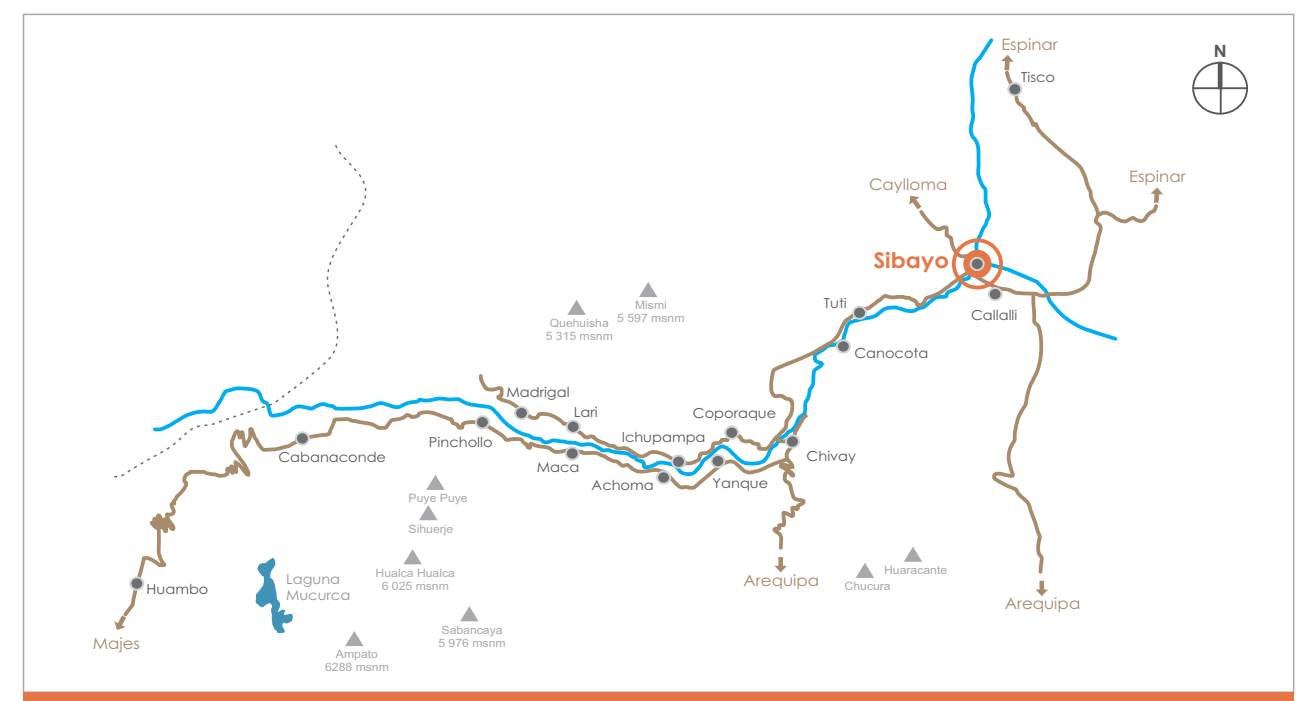 Espinar
N
Tisco
Caylloma
Espinar
Sibayo
Mismi
5 597 msnm
Quehuisha
5 315 msnm
Tuti
Callalli
Canocota
Madrigal
Lari
Coporaque
Pinchollo
Ichupampa
Cabanaconde
Maca
Chivay
Achoma
Yanque
Puye Puye
Sihuerje
Hualca Hualca
6 025 msnm
Laguna
Mucurca
Huambo
Arequipa
Huaracante
Chucura
Arequipa
Majes
Sabancaya
5 976 msnm
Ampato
6288 msnm